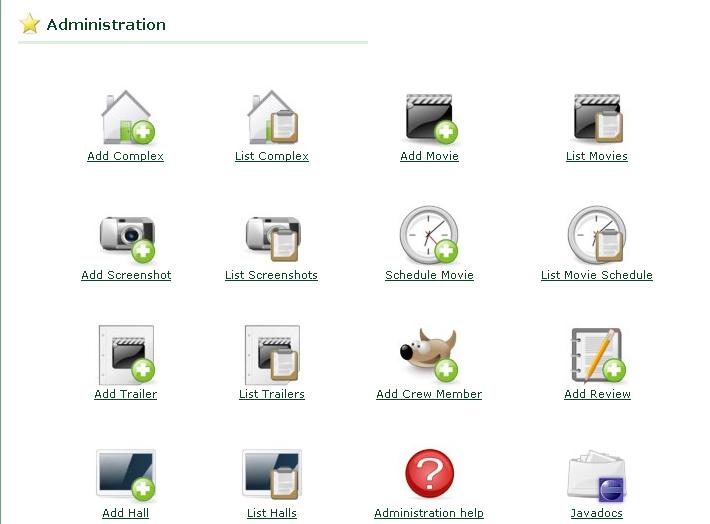 Administration
Add Complex
List Complex
Add Movie
List Movies
Add Screenshot
List Screenshots
Schedule Movie
List Movie Schedule
Add Trailer
List Trailers
Add Crew Member
Add Review
Add Hall
List Halls
Administration help
Javadocs